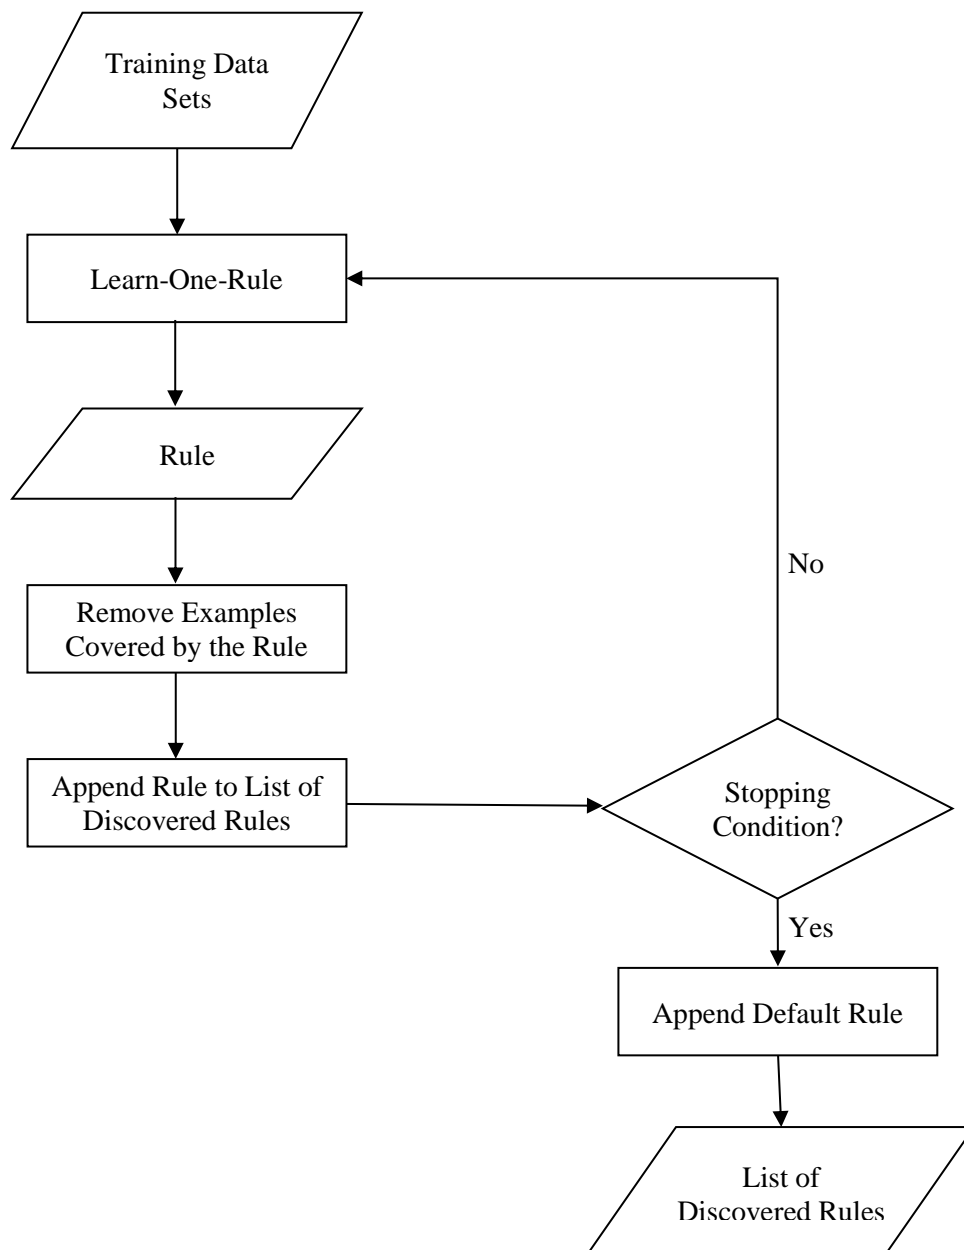 Training Data
Sets
Learn-One-Rule
Rule
No
Remove Examples
Covered by the Rule
Append Rule to List of
Discovered Rules
Stopping
Condition?
Yes
Append Default Rule
List of
Discovered Rules